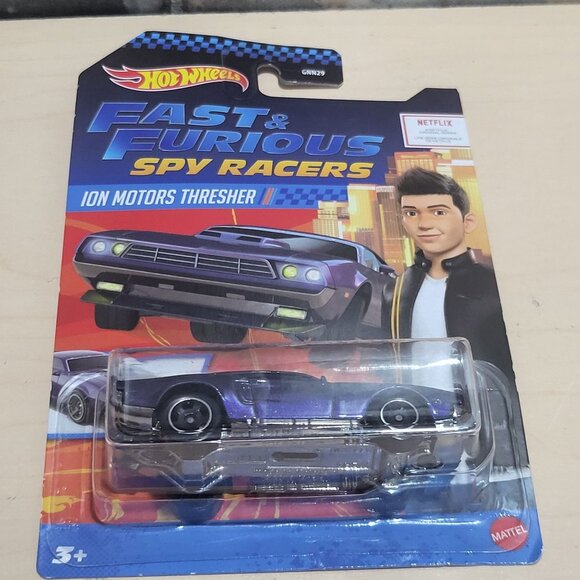 GNN29
HOT WHEELS
FAST &
FURIOUS
SPY RACERS
ION MOTORS THRESHER
NETFLIX
3+
MATTEL